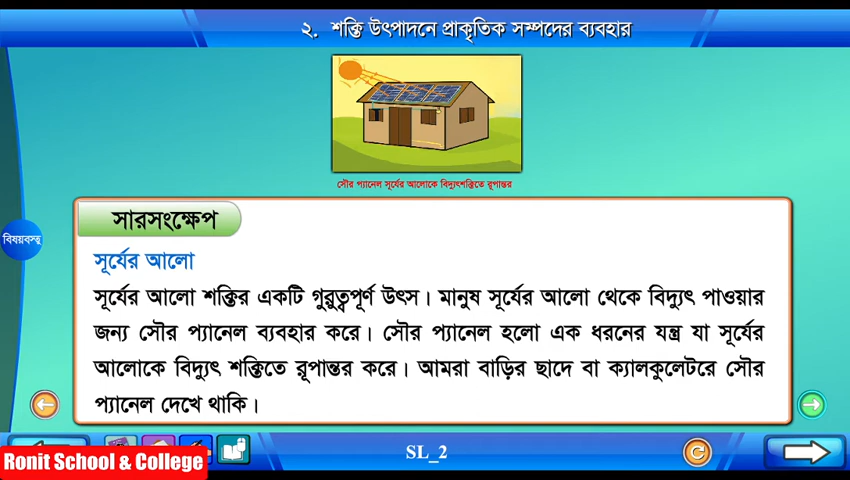 ২. শক্তি উৎপাদনে প্রাকৃতিক সম্পদের ব্যবহার
সৌর প্যানেল সূর্যের আলোকে বিদ্যুৎশক্তিতে রূপান্তর
সারসংক্ষেপ
বিষয়বস্তু
সূর্যের আলো
সূর্যের আলো শক্তির একটি গুরুত্বপূর্ণ উৎস। মানুষ সূর্যের আলো থেকে বিদ্যুৎ পাওয়ার
জন্য সৌর প্যানেল ব্যবহার করে। সৌর প্যানেল হলো এক ধরনের যন্ত্র যা সূর্যের
আলোকে বিদ্যুৎ শক্তিতে রূপান্তর করে। আমরা বাড়ির ছাদে বা ক্যালকুলেটরে সৌর
প্যানেল দেখে থাকি।
SL_2
Ronit School & College